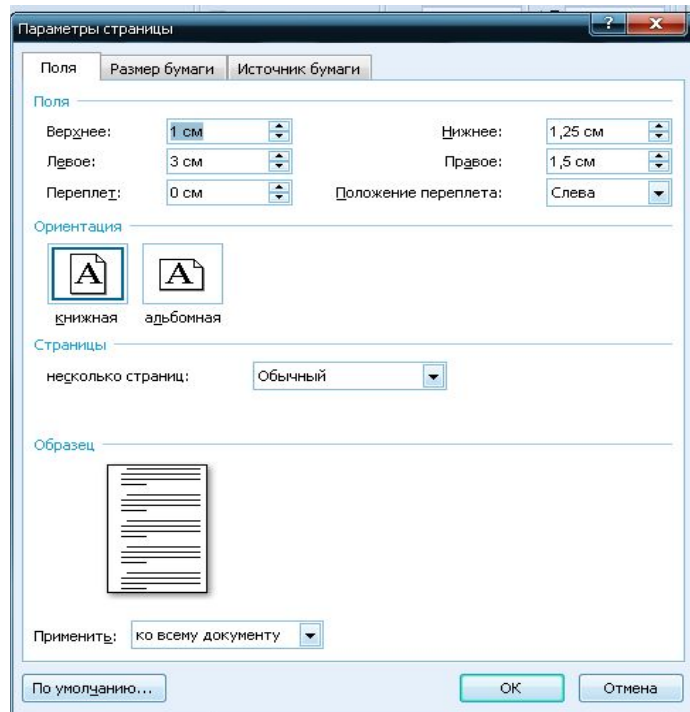 Параметры страницы ? X
Поля Размер бумаги Источник бумаги
Поля
Верхнее: 1 см Нижнее: 1,25 см
Левое: 3 см Правое: 1,5 см
Переплет: 0 см Положение переплета: Слева
Ориентация
A A
книжная альбомная
Страницы
несколько страниц: Обычный
Образец
Применить: ко всему документу
По умолчанию... ОК Отмена